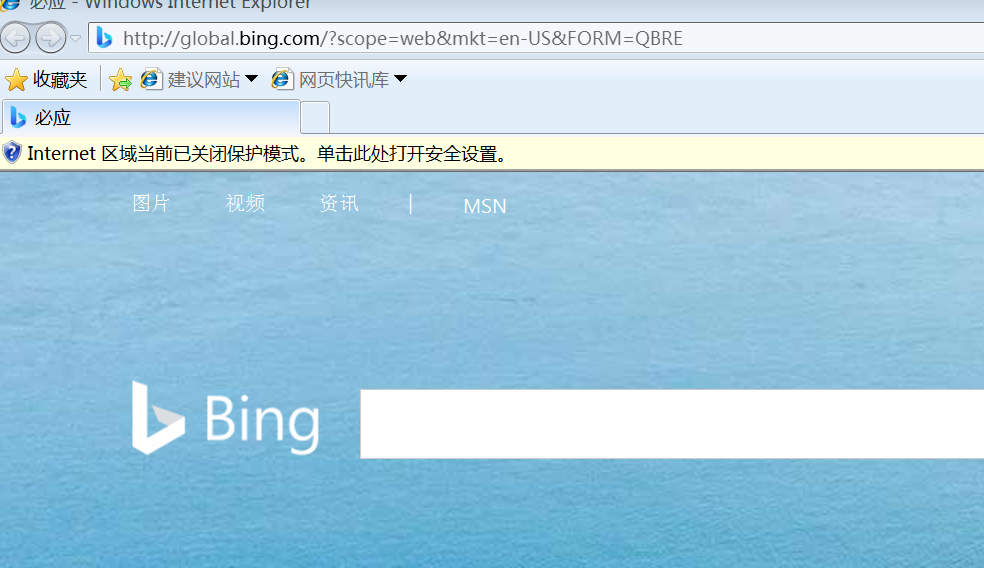 必应 - Windows Internet Explorer
http://global.bing.com/?scope=web&mkt=en-US&FORM=QBRE
收藏夹 建议网站 网页快讯库
必应
Internet 区域当前已关闭保护模式。单击此处打开安全设置。
图片 视频 资讯 | MSN
Bing